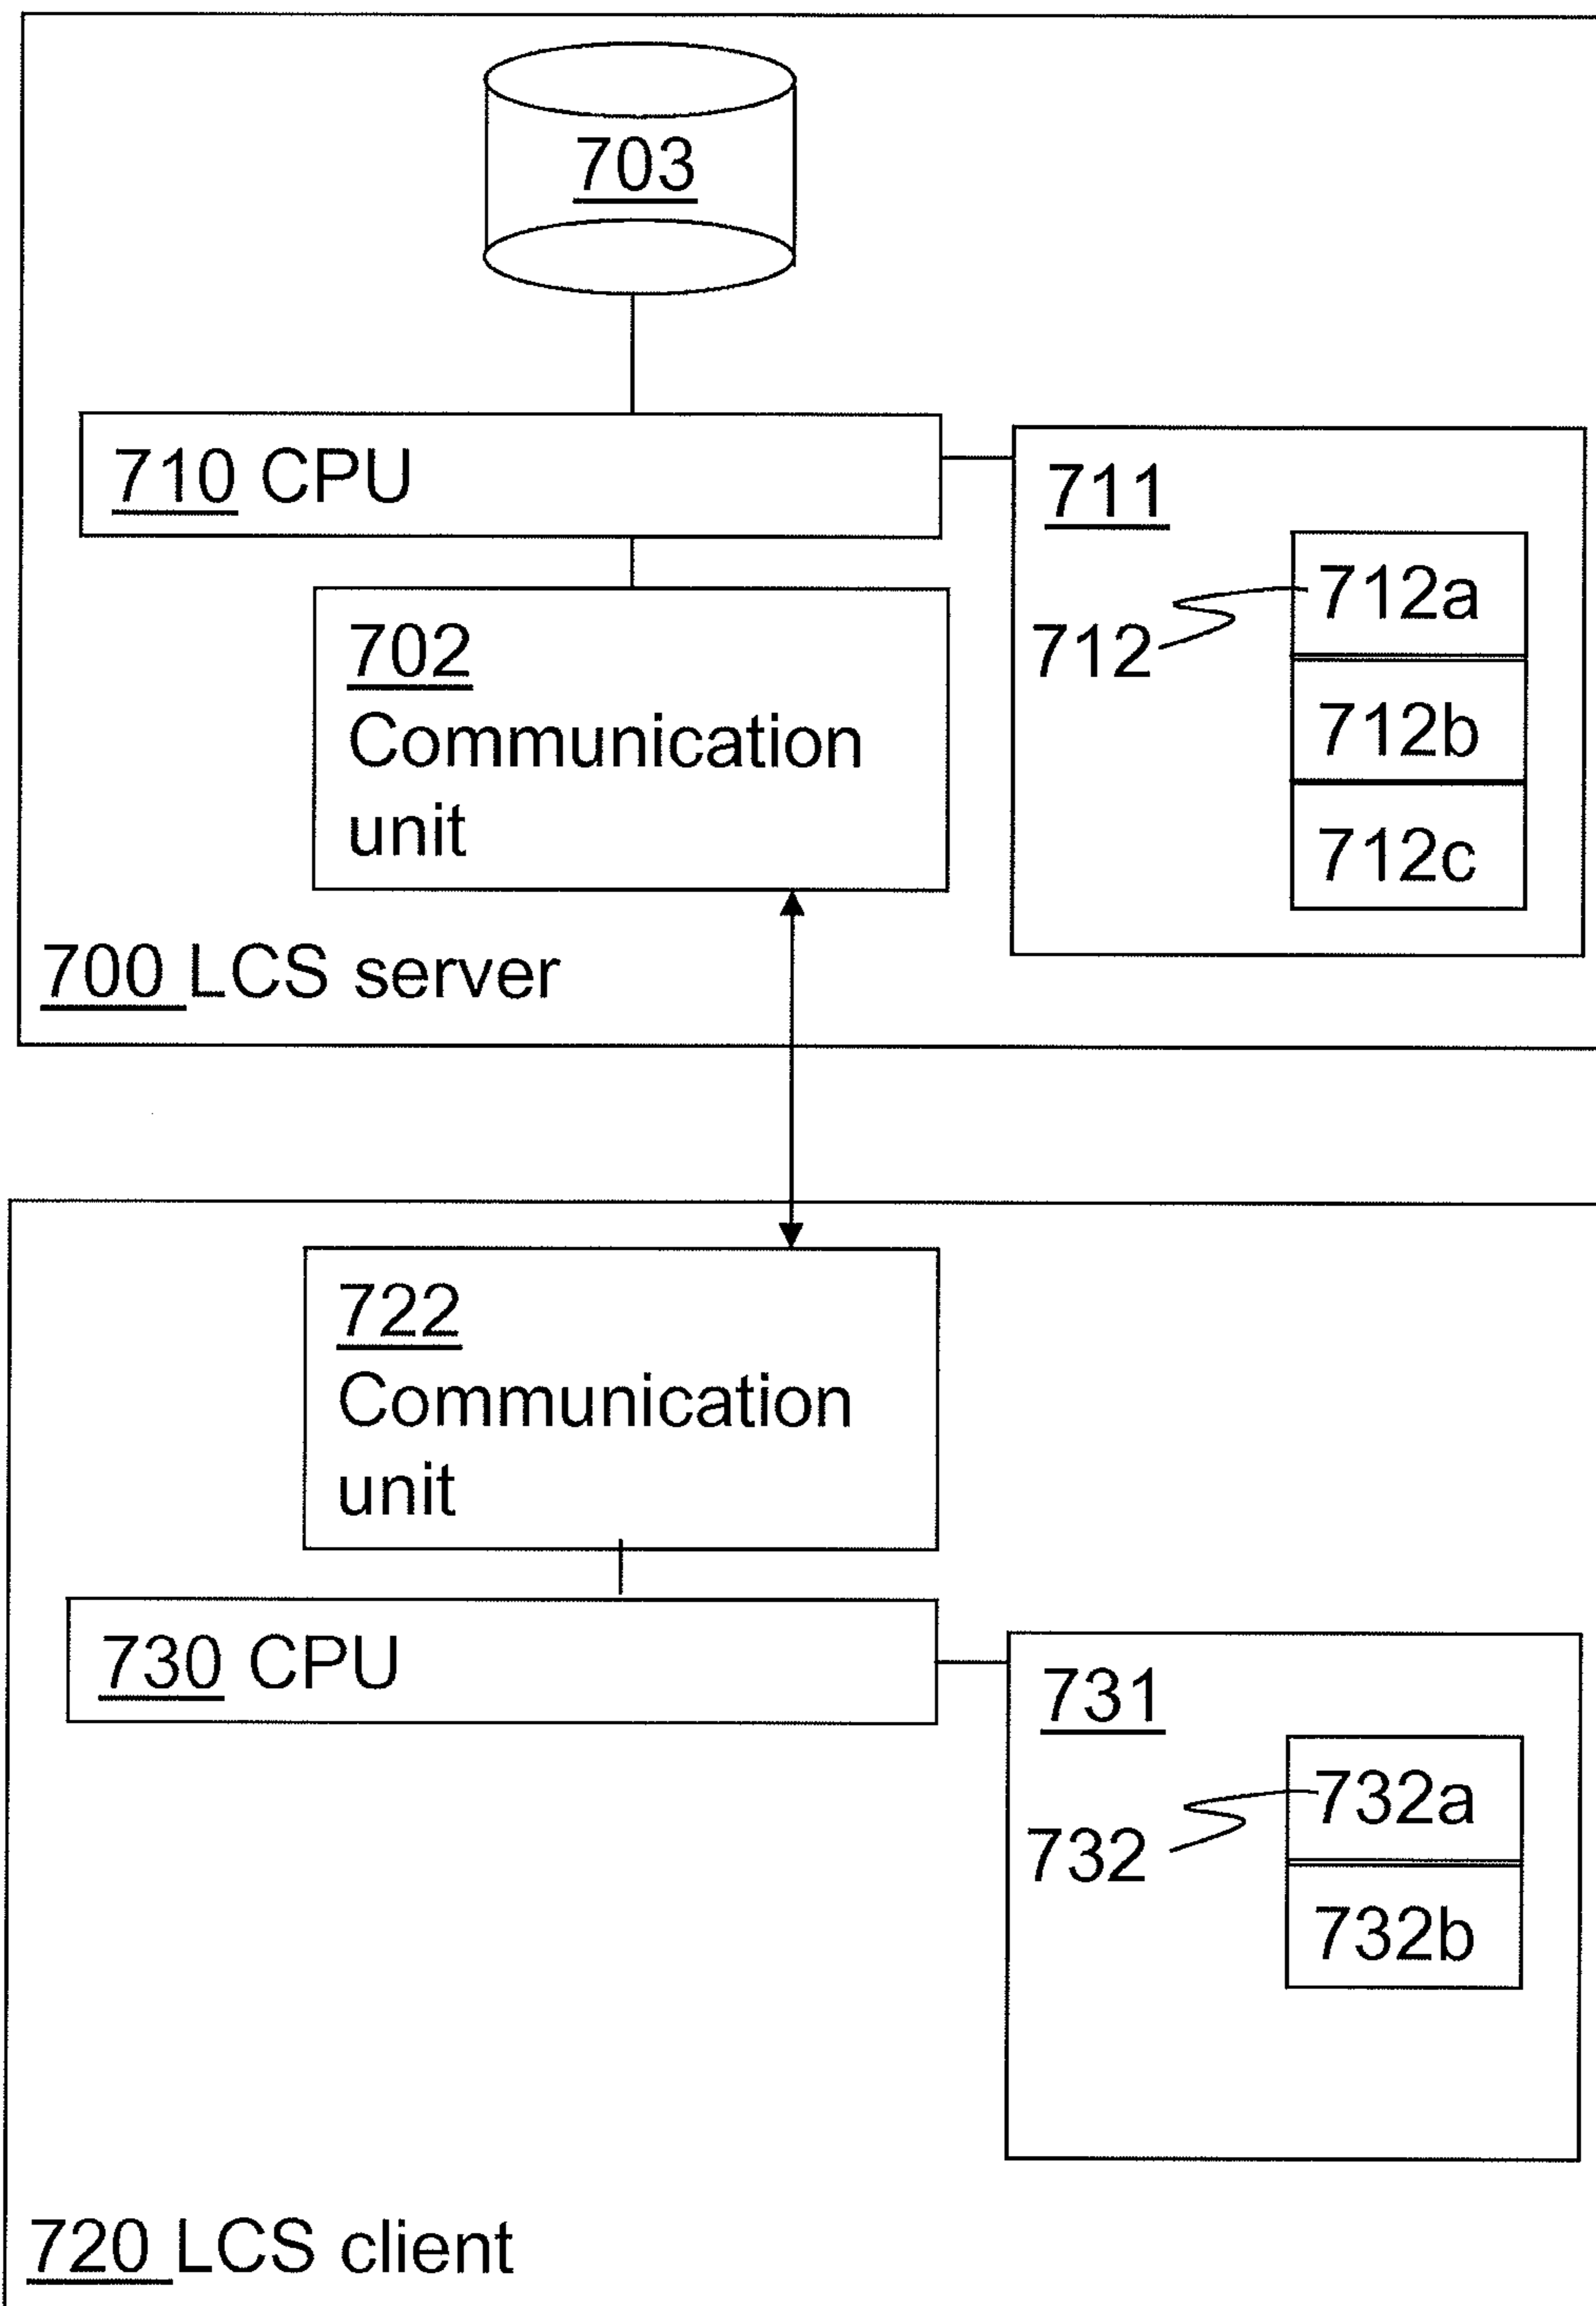 703
710 CPU
711
712a
712
702
Communication
unit
712b
712c
700 LCS server
722
Communication
unit
730 CPU
731
732a
732
732b
720 LCS client